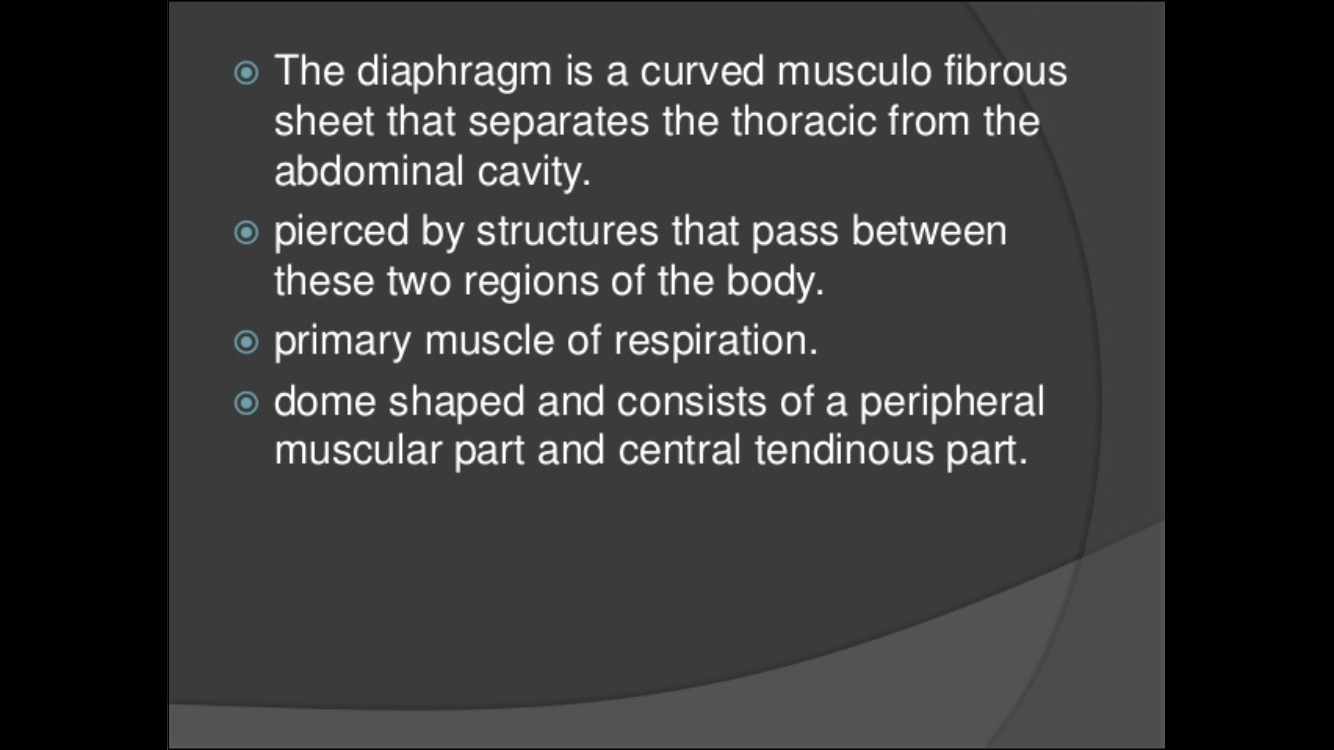 The diaphragm is a curved musculo fibrous
sheet that separates the thoracic from the
abdominal cavity.
pierced by structures that pass between
these two regions of the body.
primary muscle of respiration.
dome shaped and consists of a peripheral
muscular part and central tendinous part.